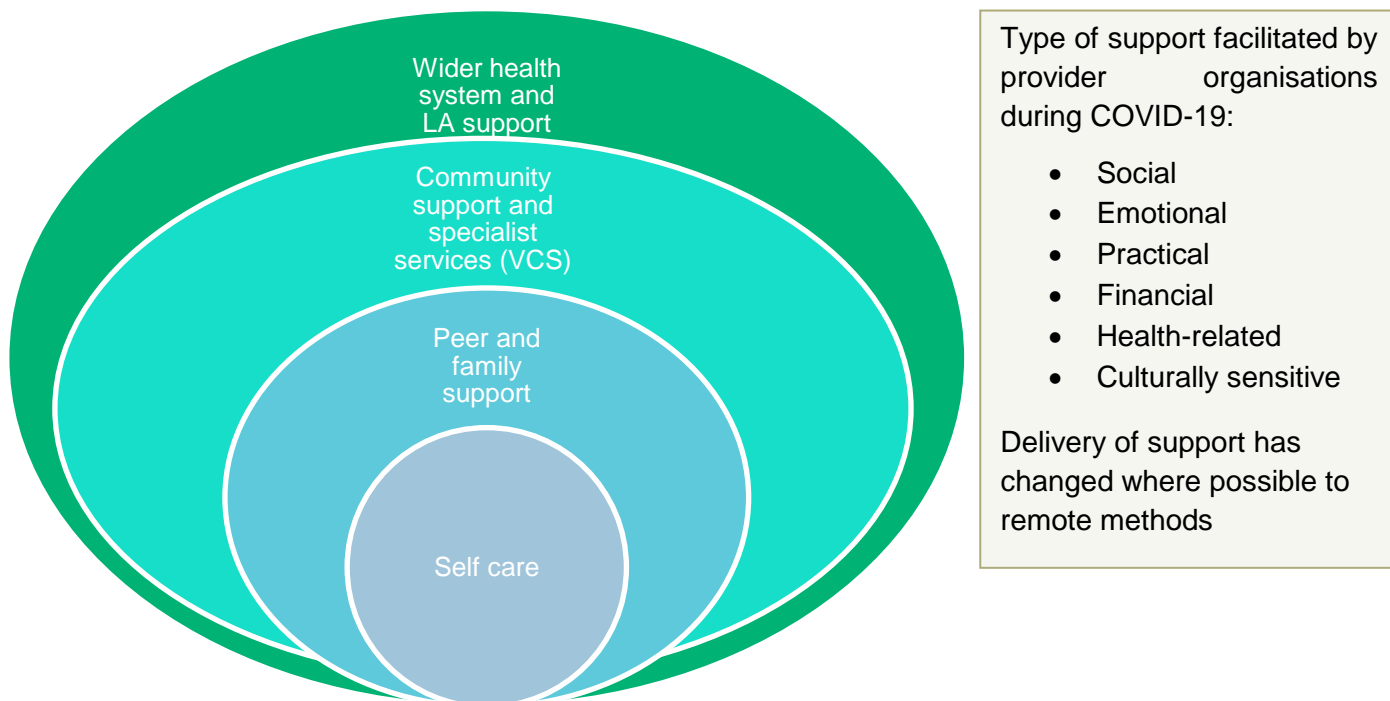 Wider health
system and
LA support
Community
support and
specialist
services (VCS)
Peer and
family
support
Self care
Type of support facilitated by
provider organisations
during COVID-19:
• Social
• Emotional
• Practical
• Financial
• Health-related
• Culturally sensitive
Delivery of support has
changed where possible to
remote methods